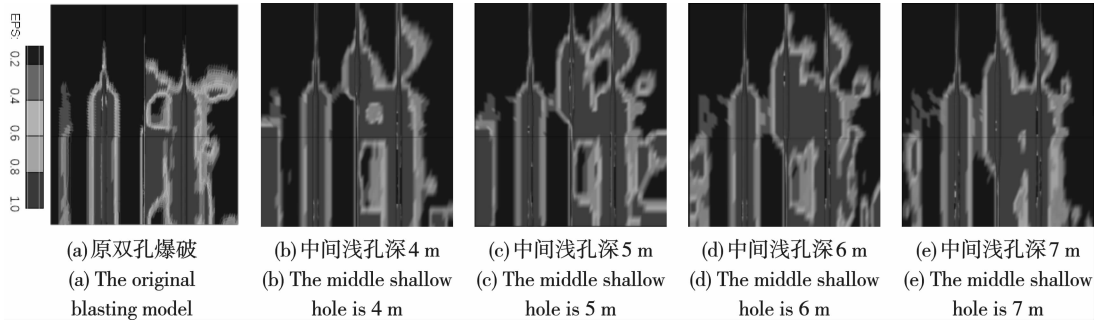 EPS:
0.2
0.4
0.6
0.8
1.0
(a) 原双孔爆破
(a) The original
blasting model
(b) 中间浅孔深4 m
(b) The middle shallow
hole is 4 m
(c) 中间浅孔深5 m
(c) The middle shallow
hole is 5 m
(d) 中间浅孔深6 m
(d) The middle shallow
hole is 6 m
(e) 中间浅孔深7 m
(e) The middle shallow
hole is 7 m